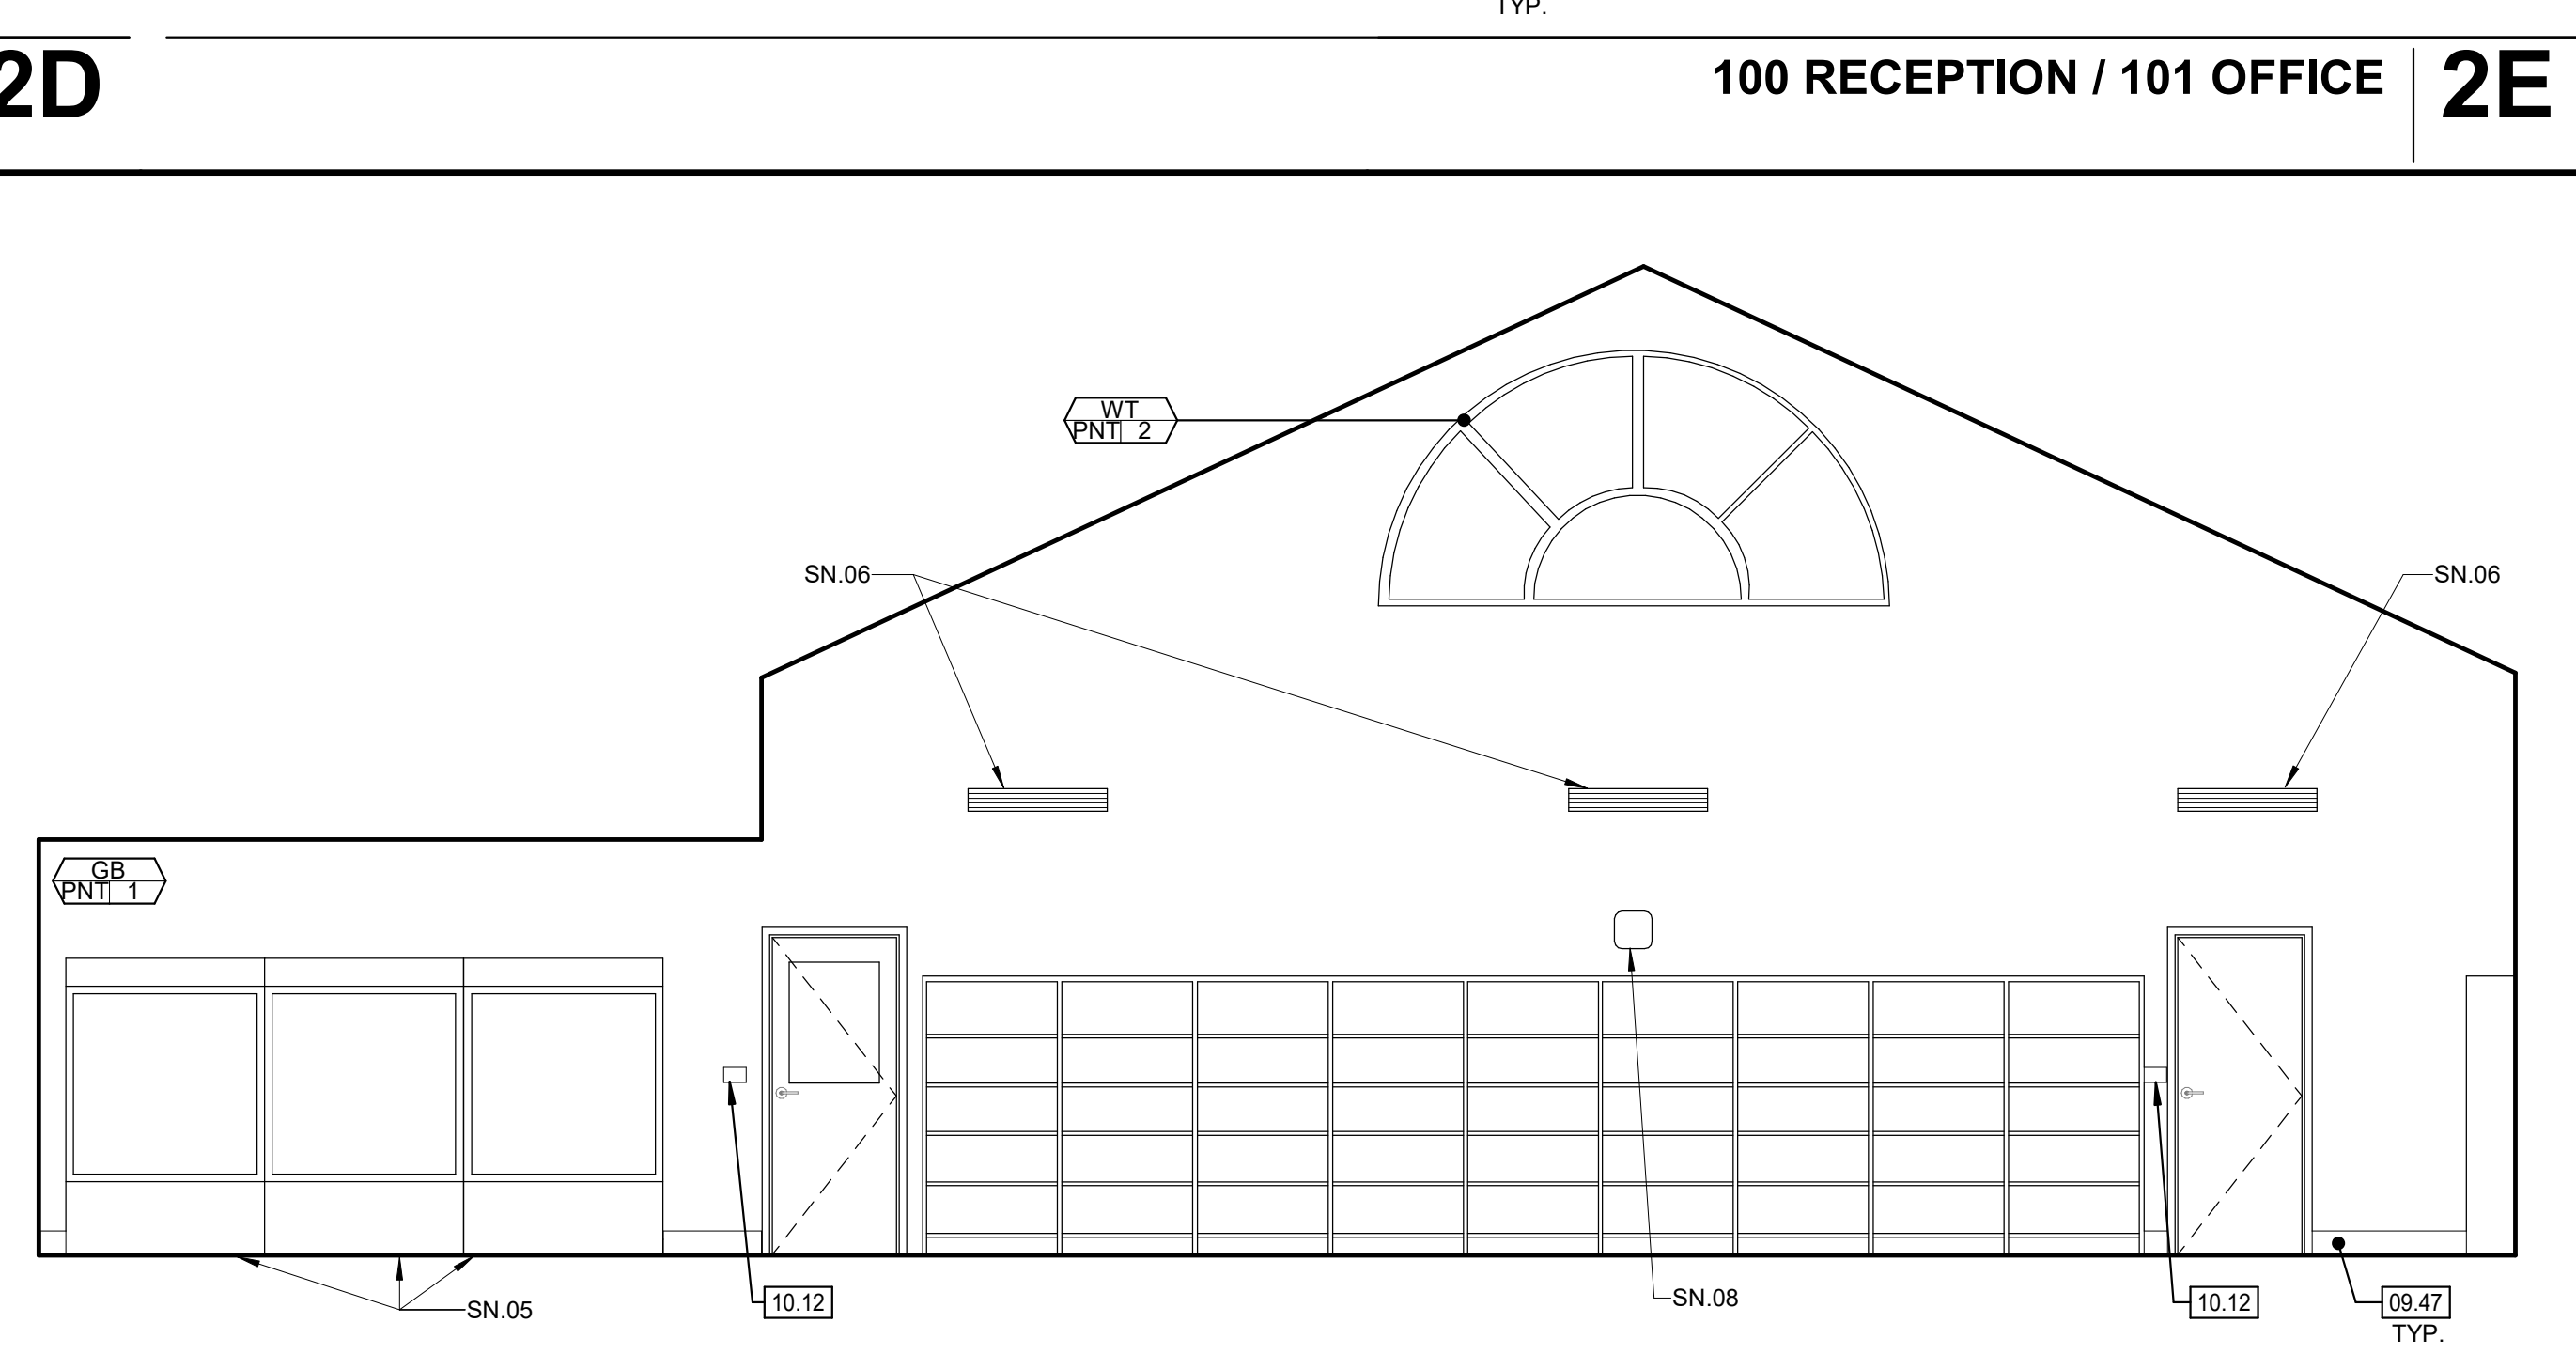 TYP.
2D
100 RECEPTION / 101 OFFICE
2E
WT
PNT 2
SN.06
SN.06
GB
PNT 1
SN.05
10.12
SN.08
10.12
09.47
TYP.